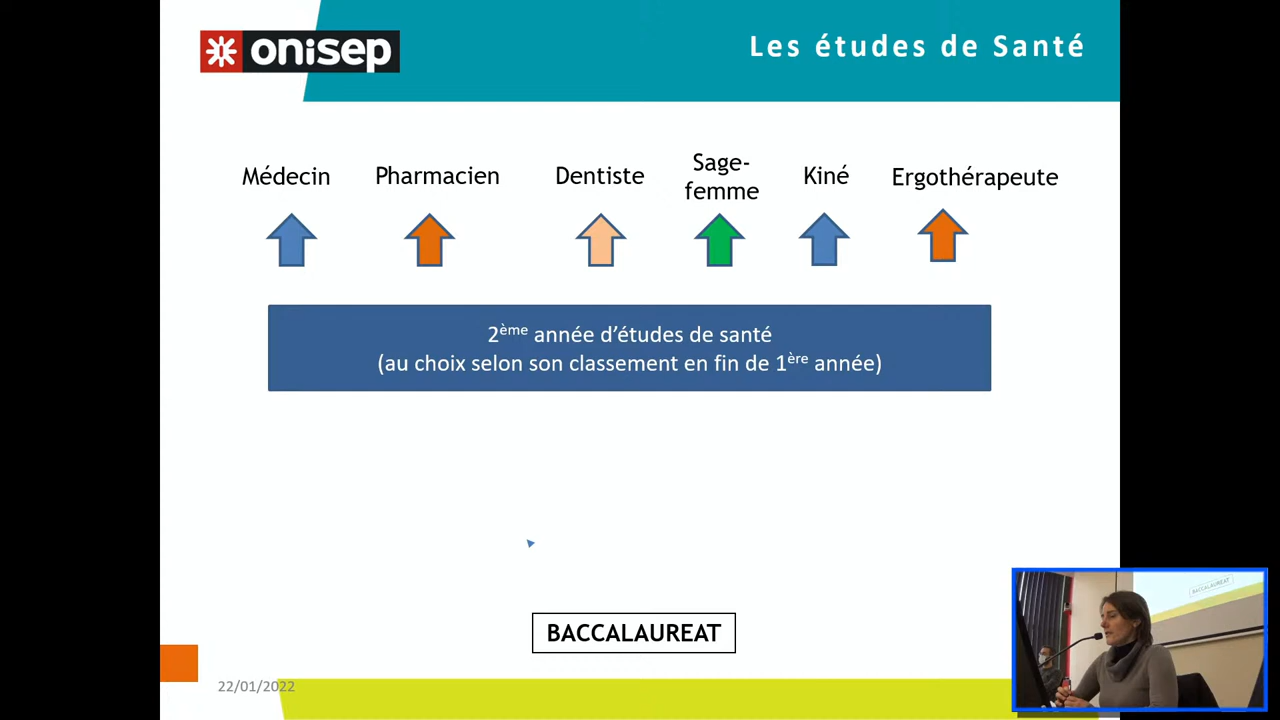 onisep
Les études de Santé
Médecin
Pharmacien
Dentiste
Sage-
femme
Kiné
Ergothérapeute
2ème année d’études de santé
(au choix selon son classement en fin de 1ère année)
BACCALAUREAT
22/01/2022
BACCALAUREAT